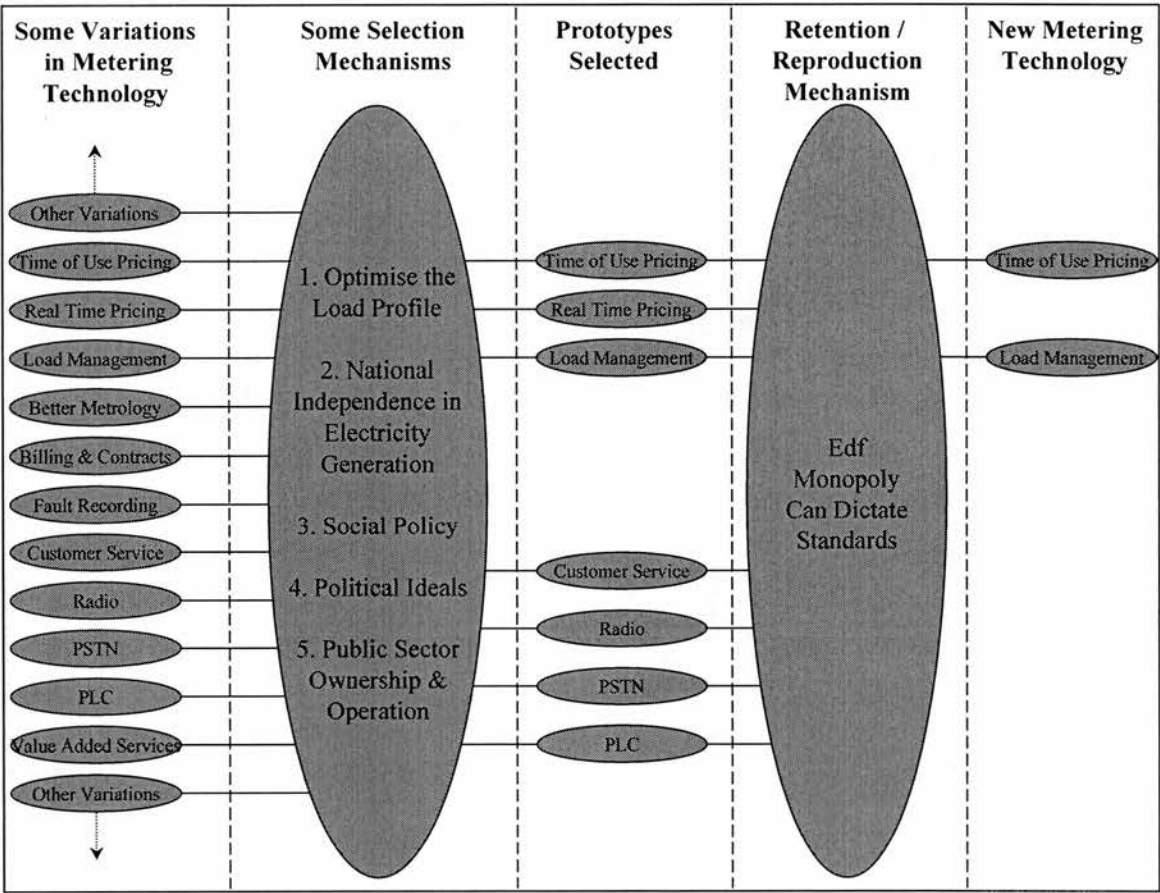 Some Variations
in Metering
Technology
Some Selection
Mechanisms
Prototypes
Selected
Retention /
Reproduction
Mechanism
New Metering
Technology
Other Variations
Time of Use Pricing
Real Time Pricing
Load Management
Better Metrology
Billing & Contracts
Fault Recording
Customer Service
Radio
PSTN
PLC
Value Added Services
Other Variations
1. Optimise the
Load Profile
2. National
Independence in
Electricity
Generation
3. Social Policy
4. Political Ideals
5. Public Sector
Ownership &
Operation
Time of Use Pricing
Real Time Pricing
Load Management
Customer Service
Radio
PSTN
PLC
Edf
Monopoly
Can Dictate
Standards
Time of Use Pricing
Load Management